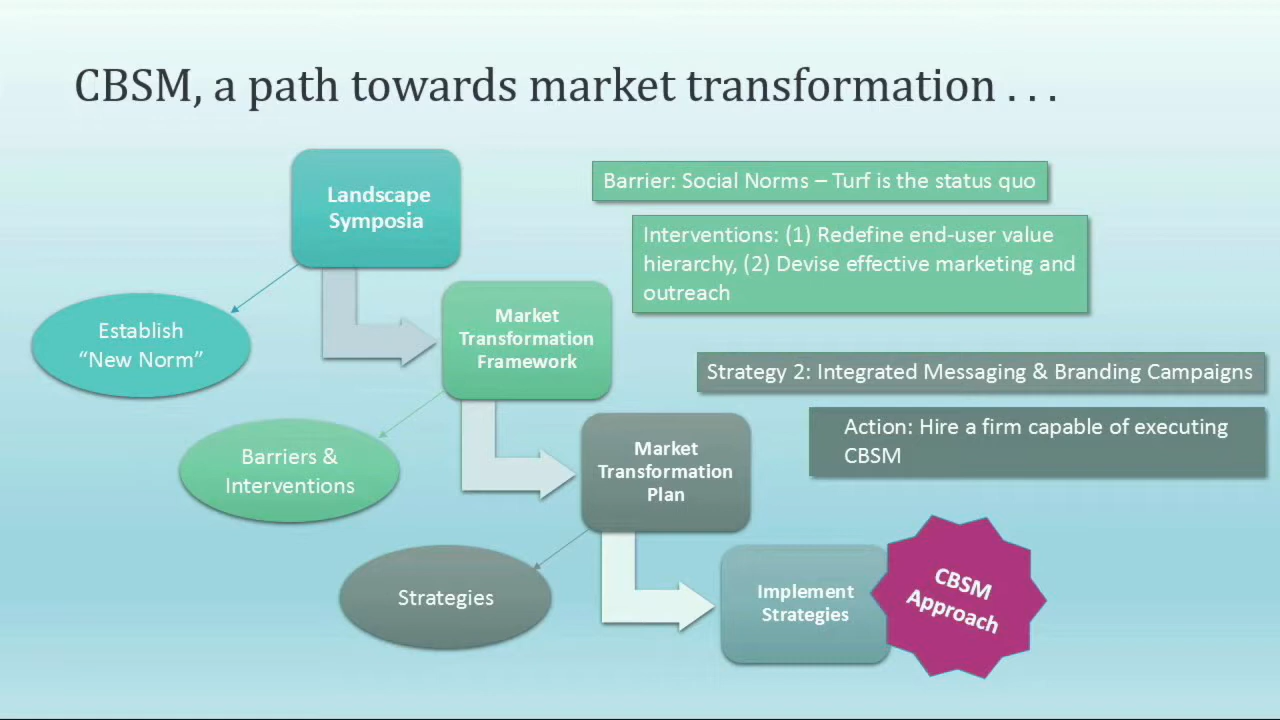 CBSM, a path towards market transformation . . .
Landscape
Symposia
Barrier: Social Norms – Turf is the status quo
Interventions: (1) Redefine end-user value
hierarchy, (2) Devise effective marketing and
outreach
Establish
“New Norm”
Market
Transformation
Framework
Strategy 2: Integrated Messaging & Branding Campaigns
Action: Hire a firm capable of executing
CBSM
Barriers &
Interventions
Market
Transformation
Plan
Strategies
Implement
Strategies
CBSM
Approach